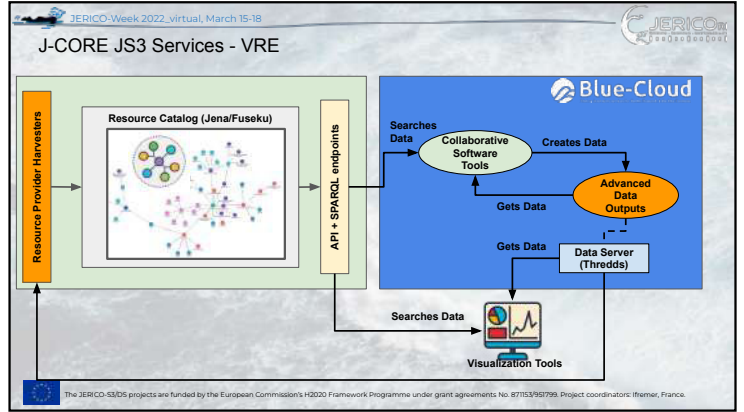 JERICO-Week 2022_virtual, March 15-18
JERICO
J-CORE JS3 Services - VRE
Blue-Cloud
Resource Provider Harvesters
Resource Catalog (Jena/Fuseku)
API + SPARQL endpoints
Searches
Data
Collaborative
Software
Tools
Creates Data
Advanced
Data
Outputs
Gets Data
Gets Data
Data Server
(Thredds)
Searches Data
Visualization Tools
The JERICO-S3/DS projects are funded by the European Commission's H2020 Framework Programme under grant agreements No. 871153/951799. Project coordinators: Ifremer, France.